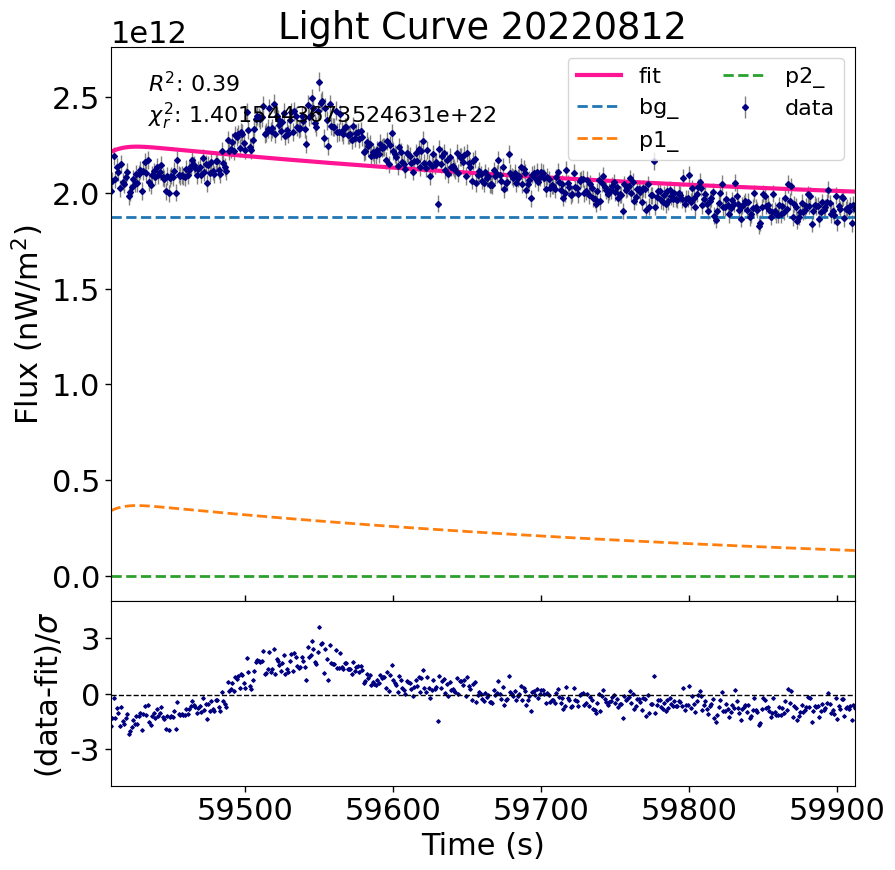 Light Curve 20220812
1e12
R²: 0.39
χ²ᵣ: 1.4015443673524631e+22
fit
bg_
p1_
p2_
data
Flux (nW/m²)
2.5
2.0
1.5
1.0
0.5
0.0
(data-fit)/σ
3
0
-3
59500 59600 59700 59800 59900
Time (s)